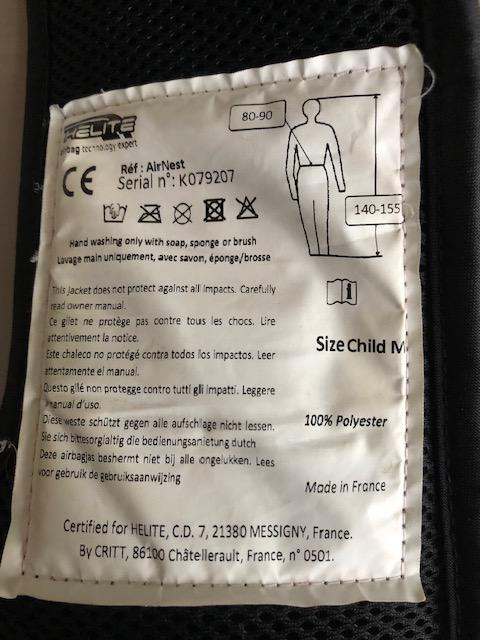 HELITE
airbag technology expert
CE
Réf : AirNest
Serial n°: K079207
80-90
140-155
Hand washing only with soap, sponge or brush
Lavage main uniquement, avec savon, éponge/brosse
This jacket does not protect against all impacts. Carefully
read owner manual.
Ce gilet ne protège pas contre tous les chocs. Lire
attentivement la notice.
Este chaleco no protégé contra todos los impactos. Leer
attentamente el manual.
Questo gilé non protegge contro tutti gli impatti. Leggere
manual d'uso.
Diese weste schützt gegen alle aufschlage nicht lessen.
Sie sich bittesorgialtig die bedienungsanietung dutch
Deze airbagjas beshermt niet bij alle ongelukken. Lees
voor gebruik de gebruiksaanwijzing
i
Size Child M
100% Polyester
Made in France
Certified for HELITE, C.D. 7, 21380 MESSIGNY, France.
By CRITT, 86100 Châtellerault, France, n° 0501.